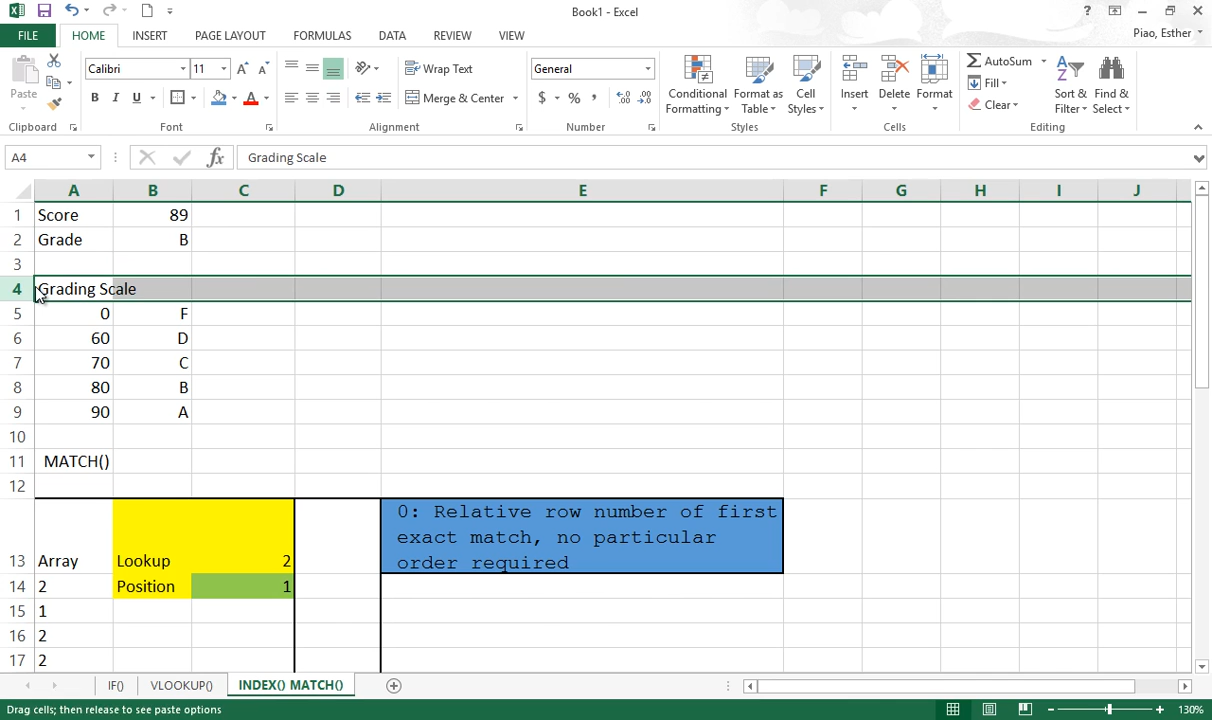 Book1 - Excel
?
FILE HOME INSERT PAGE LAYOUT FORMULAS DATA REVIEW VIEW Piao, Esther
Paste
Calibri 11
B I U
A
Wrap Text
Merge & Center
General
$ % ,
Conditional Formatting
Format as Table
Cell Styles
Insert Delete Format
AutoSum
Fill
Clear
Sort & Filter
Find & Select
Clipboard Font Alignment Number Styles Cells Editing
A4 fx Grading Scale
A B C D E F G H I J
1 Score 89
2 Grade B
3
4 Grading Scale
5 0 F
6 60 D
7 70 C
8 80 B
9 90 A
10
11 MATCH()
12
0: Relative row number of first
exact match, no particular
order required
13 Array Lookup 2
14 2 Position 1
15 1
16 2
17 2
IF() VLOOKUP() INDEX() MATCH()
Drag cells; then release to see paste options 130%